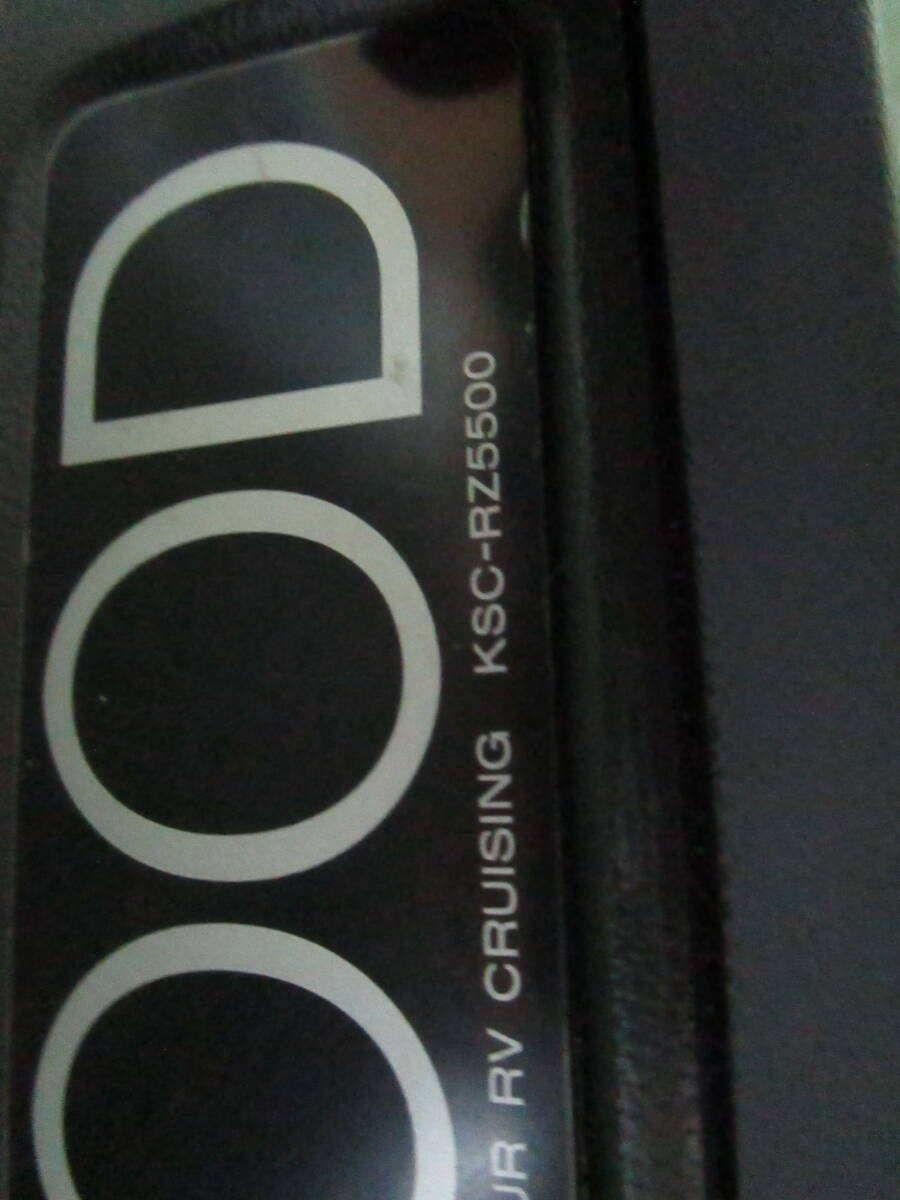 OOD
UR RV CRUISING KSC-RZ5500